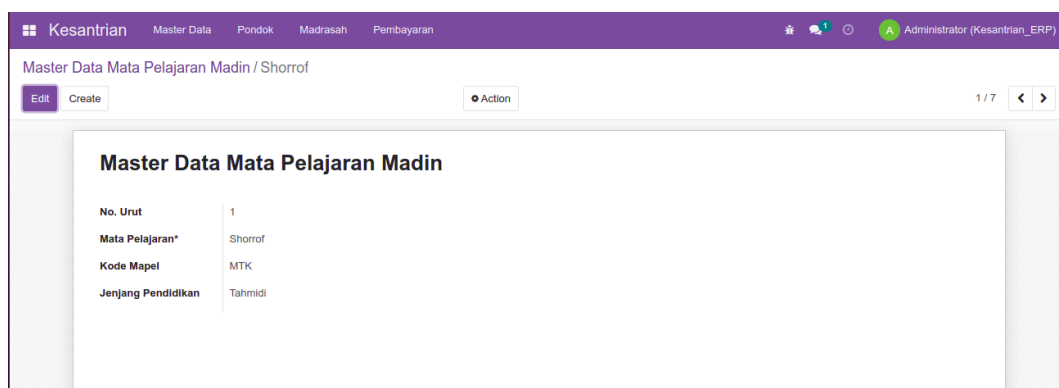 Kesantrian Master Data Pondok Madrasah Pembayaran 1 A Administrator (Kesantrian_ERP)
Master Data Mata Pelajaran Madin / Shorrof
Edit Create Action 1 / 7
Master Data Mata Pelajaran Madin
No. Urut 1
Mata Pelajaran* Shorrof
Kode Mapel MTK
Jenjang Pendidikan Tahmidi